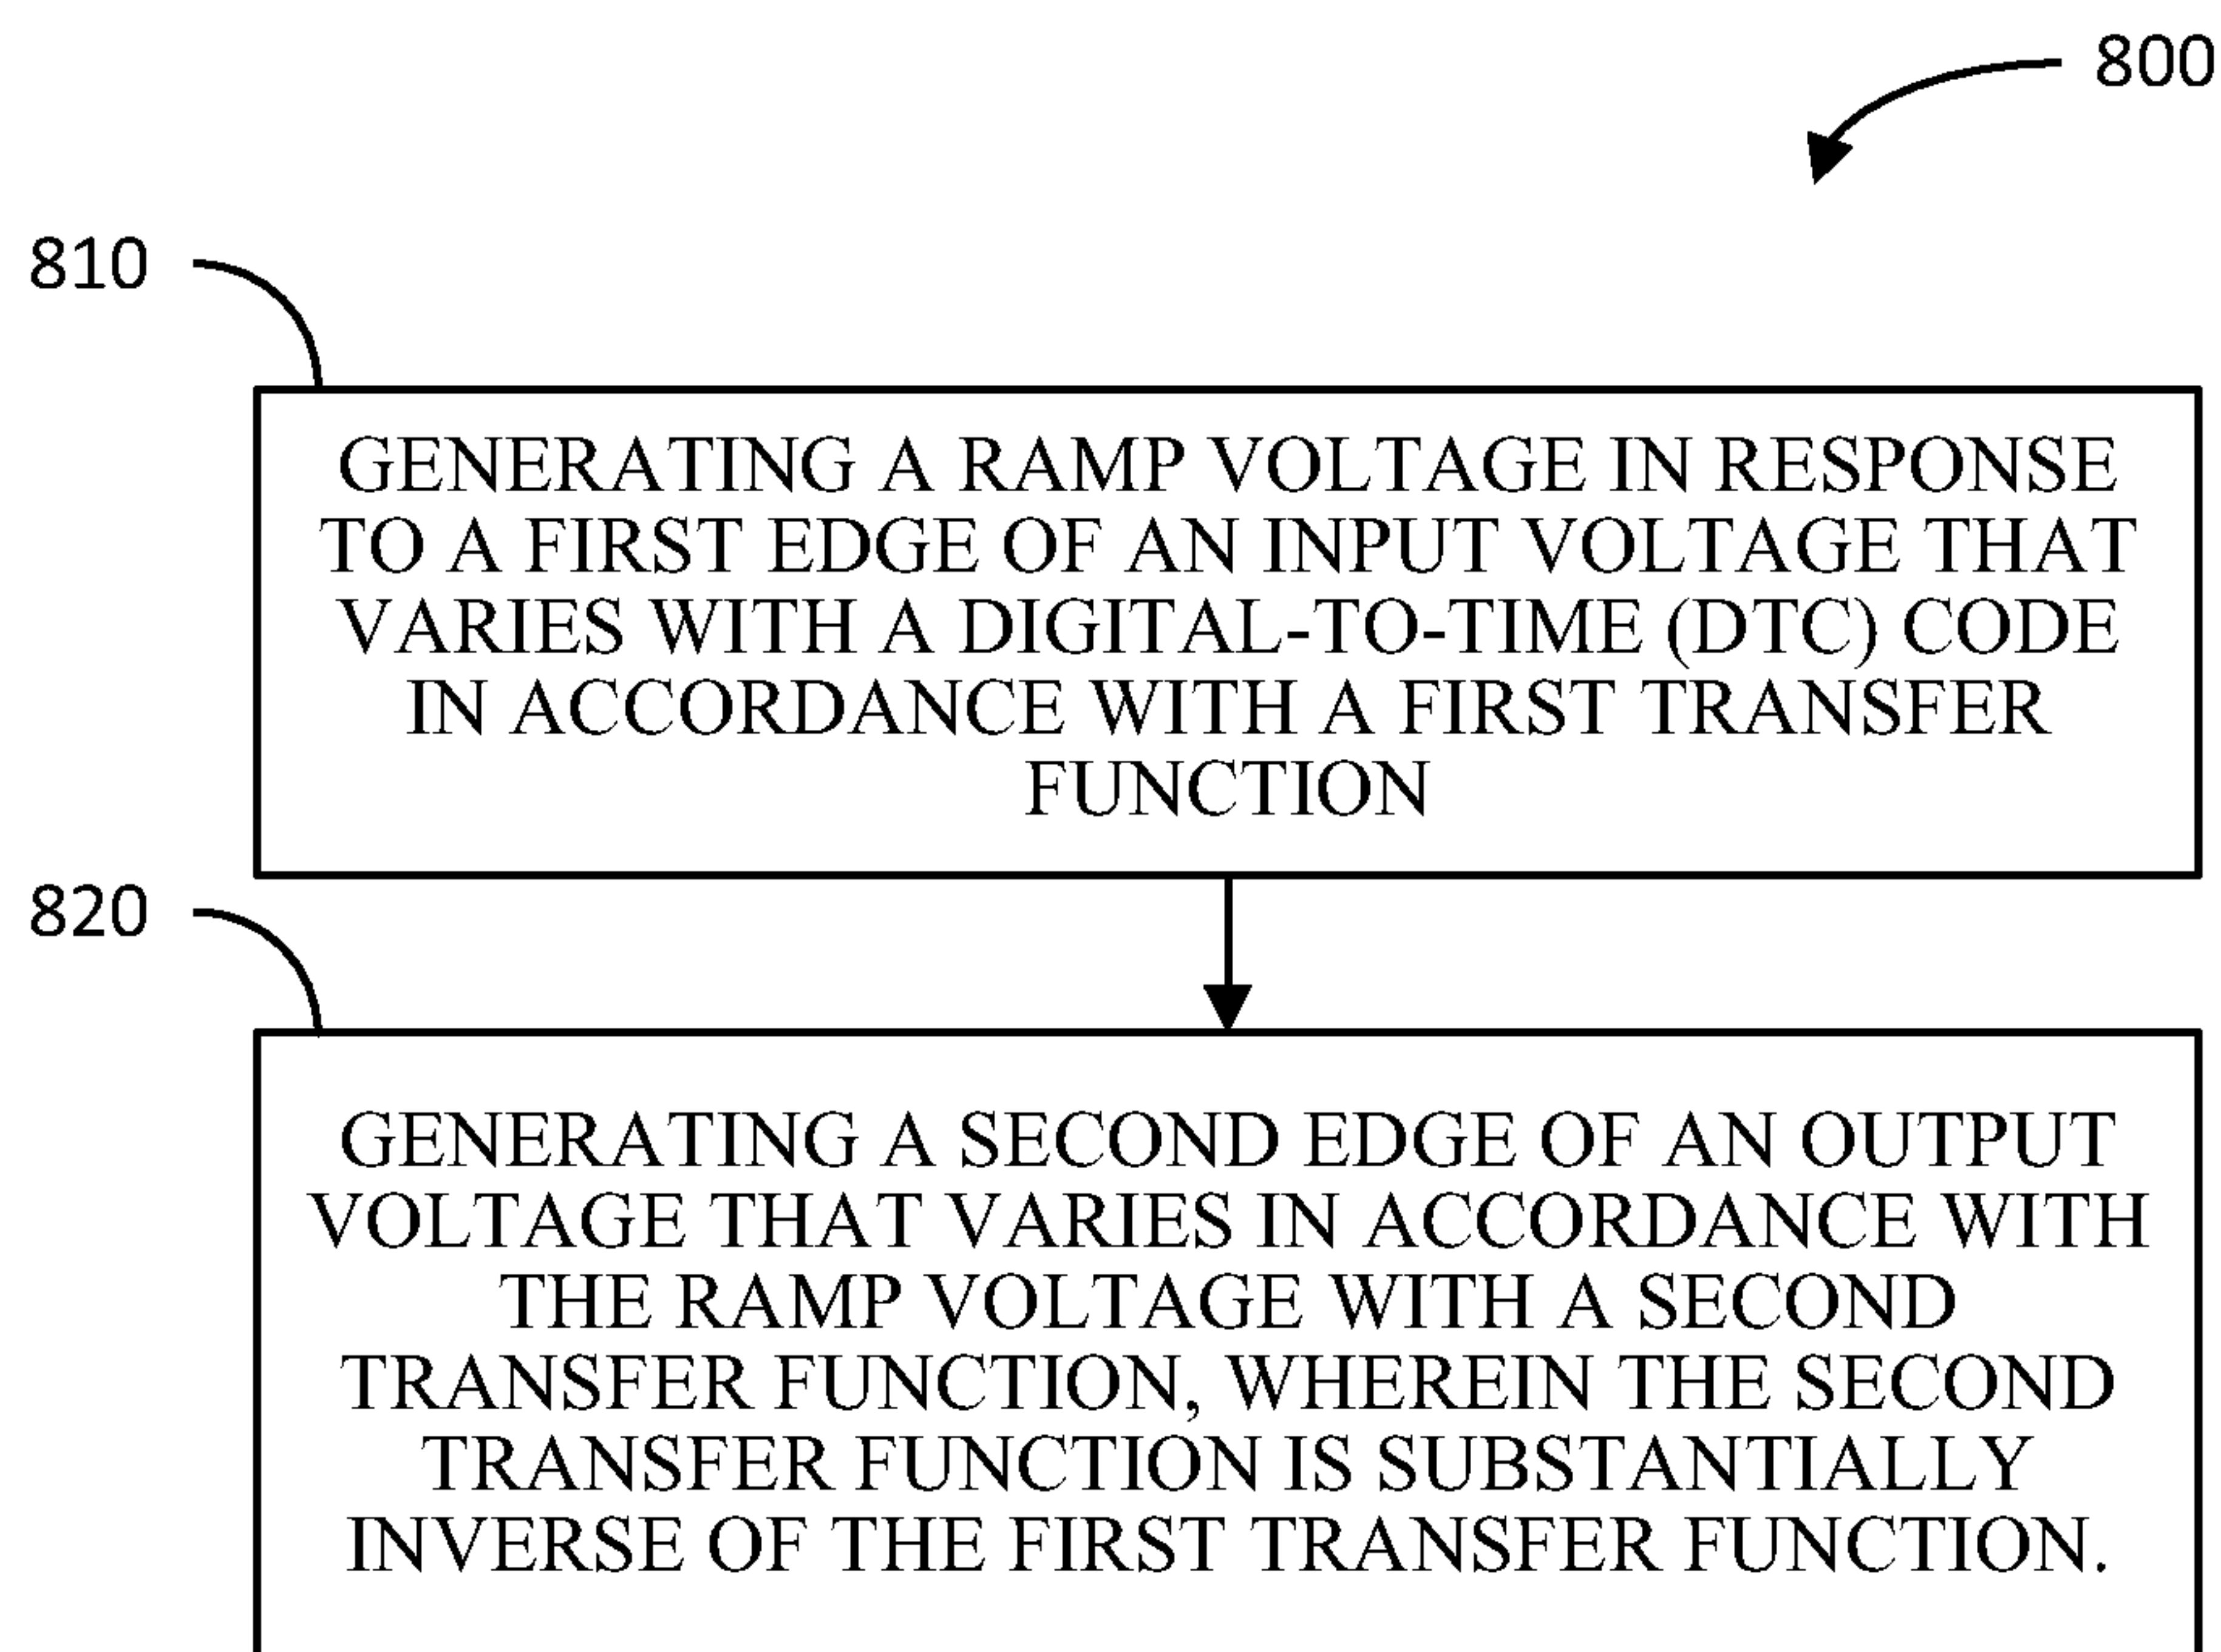 800
810
GENERATING A RAMP VOLTAGE IN RESPONSE
TO A FIRST EDGE OF AN INPUT VOLTAGE THAT
VARIES WITH A DIGITAL-TO-TIME (DTC) CODE
IN ACCORDANCE WITH A FIRST TRANSFER
FUNCTION
820
GENERATING A SECOND EDGE OF AN OUTPUT
VOLTAGE THAT VARIES IN ACCORDANCE WITH
THE RAMP VOLTAGE WITH A SECOND
TRANSFER FUNCTION, WHEREIN THE SECOND
TRANSFER FUNCTION IS SUBSTANTIALLY
INVERSE OF THE FIRST TRANSFER FUNCTION.